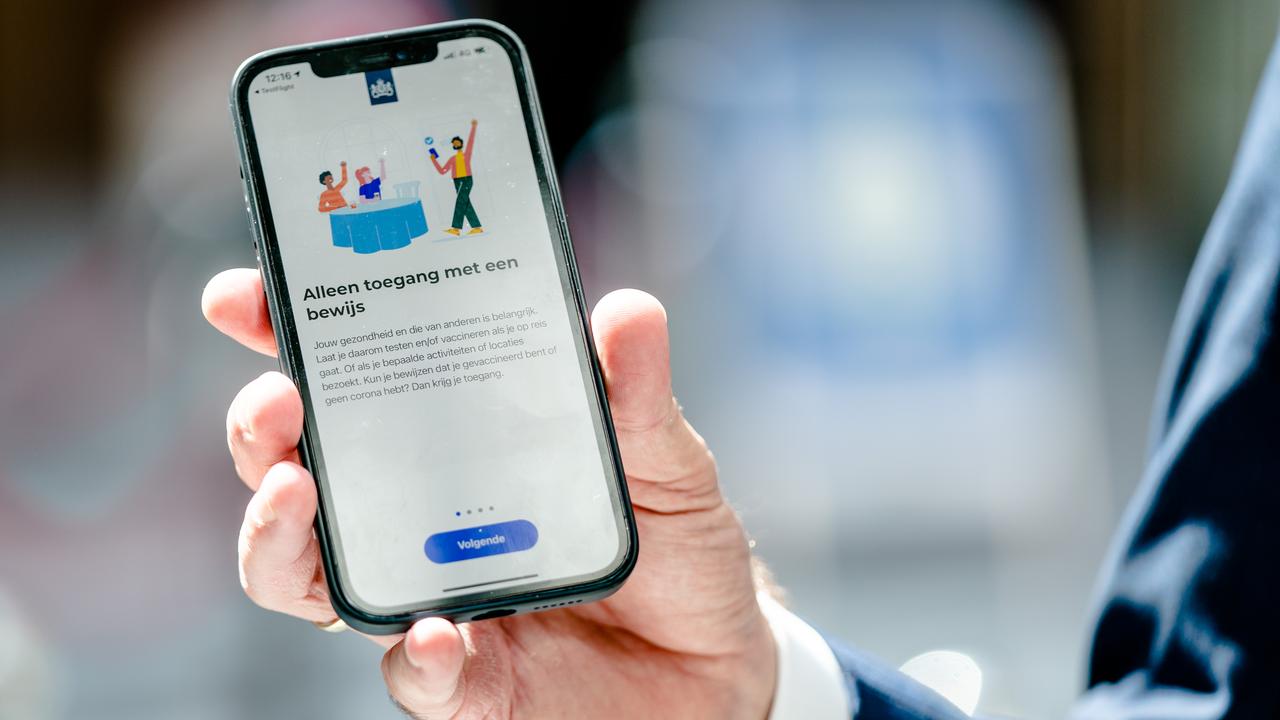 12:16
4G
◀ TestFlight
Alleen toegang met een
bewijs
Jouw gezondheid en die van anderen is belangrijk.
Laat je daarom testen en/of vaccineren als je op reis
gaat. Of als je bepaalde activiteiten of locaties
bezoekt. Kun je bewijzen dat je gevaccineerd bent of
geen corona hebt? Dan krijg je toegang.
Volgende